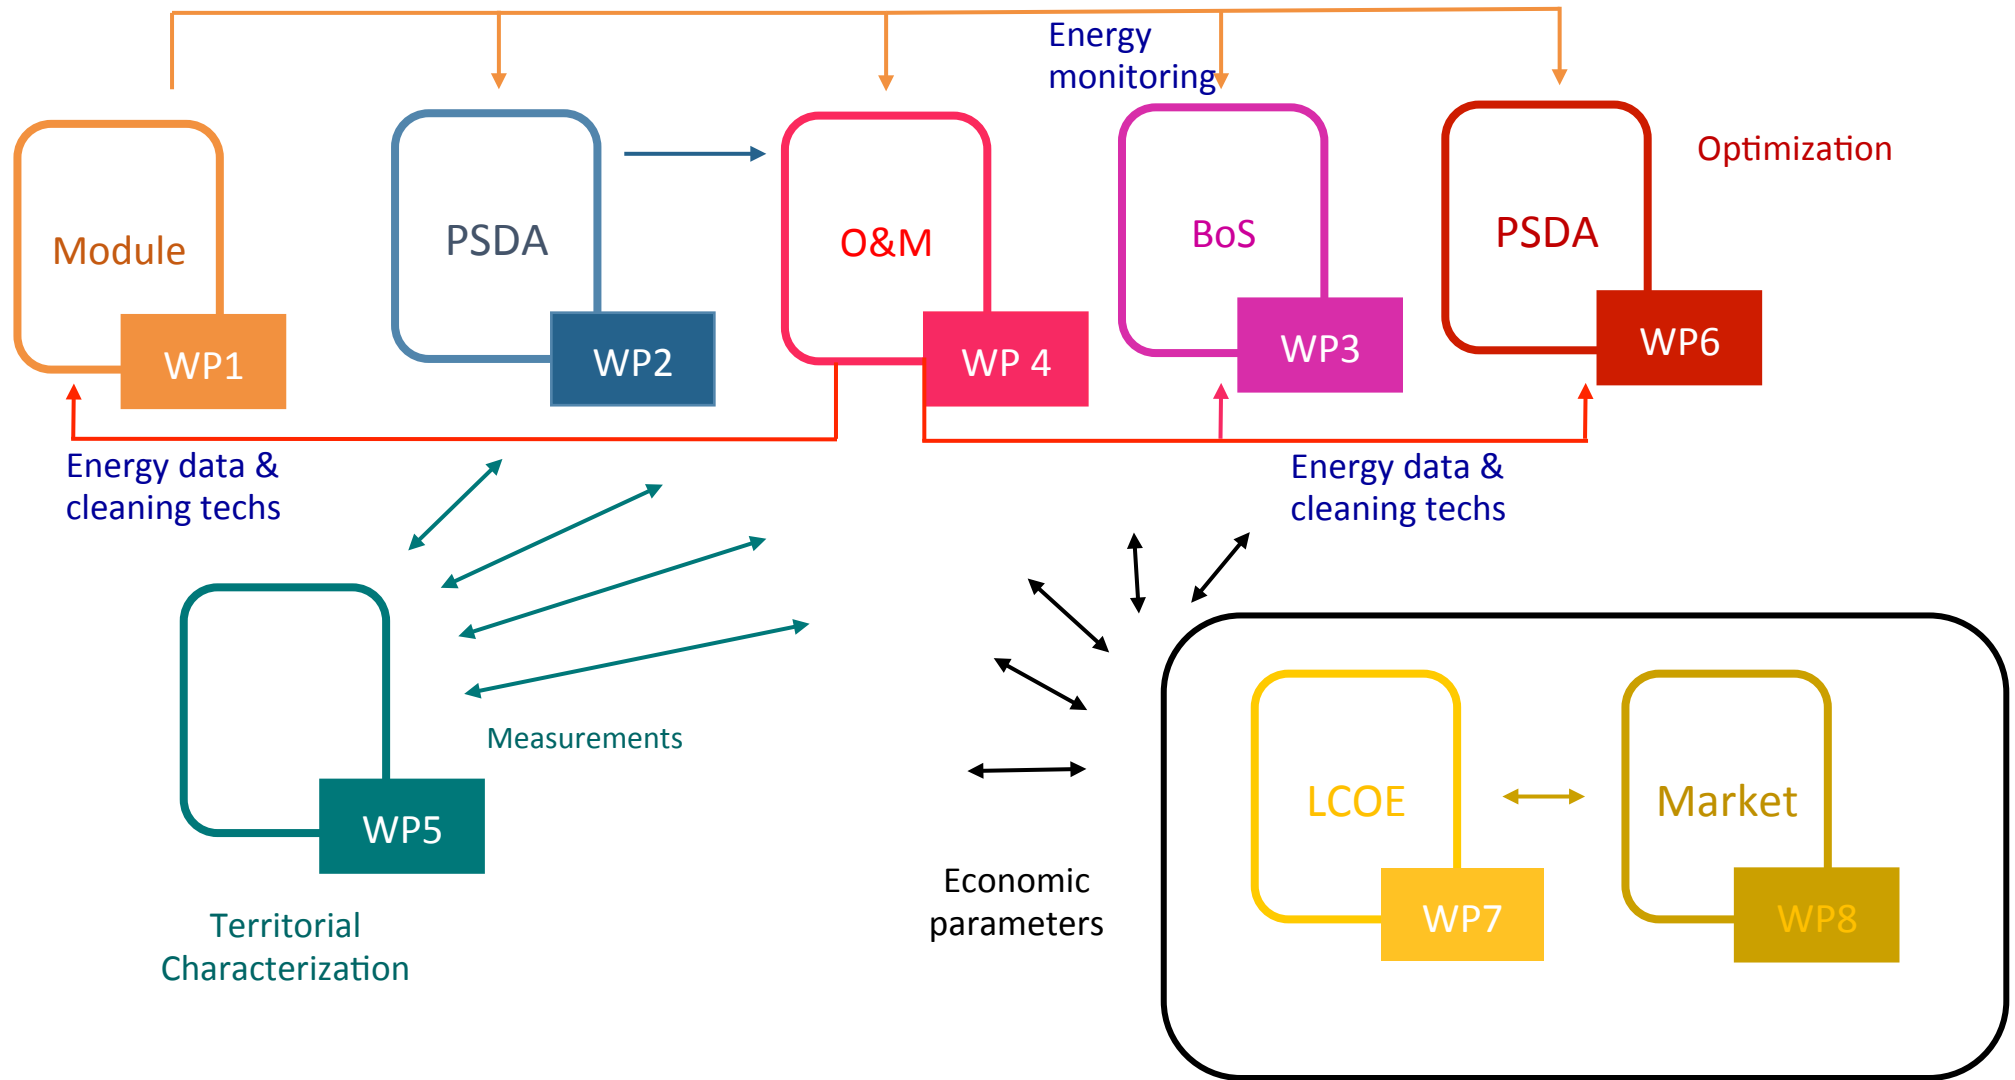 Energy
monitoring
Optimization
Module
PSDA
O&M
BoS
PSDA
WP1
WP2
WP 4
WP3
WP6
Energy data &
cleaning techs
Energy data &
cleaning techs
Measurements
WP5
Territorial
Characterization
Economic
parameters
LCOE
Market
WP7
WP8